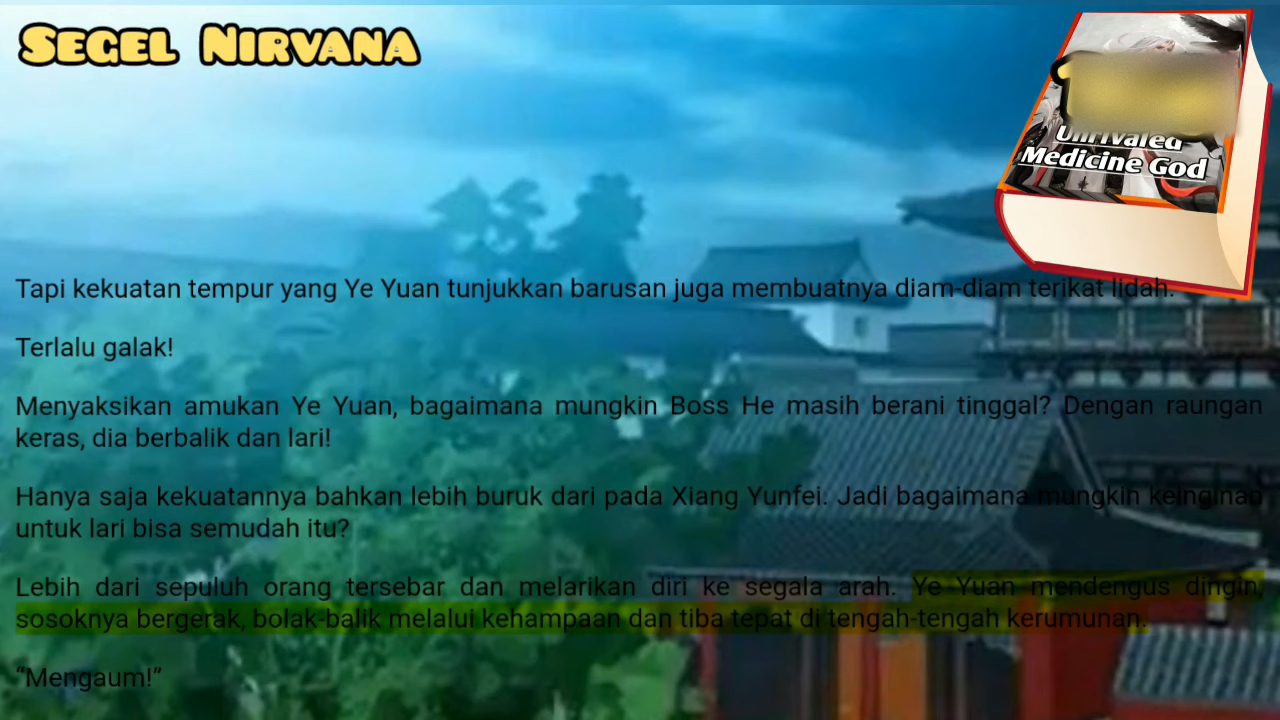 Segel Nirvana
Unrivaled
Medicine God
Tapi kekuatan tempur yang Ye Yuan tunjukkan barusan juga membuatnya diam-diam terikat lidah.
Terlalu galak!
Menyaksikan amukan Ye Yuan, bagaimana mungkin Boss He masih berani tinggal? Dengan raungan
keras, dia berbalik dan lari!
Hanya saja kekuatannya bahkan lebih buruk dari pada Xiang Yunfei. Jadi bagaimana mungkin keinginan
untuk lari bisa semudah itu?
Lebih dari sepuluh orang tersebar dan melarikan diri ke segala arah. Ye Yuan mendengus dingin,
sosoknya bergerak, bolak-balik melalui kehampaan dan tiba tepat di tengah-tengah kerumunan.
“Mengaum!”